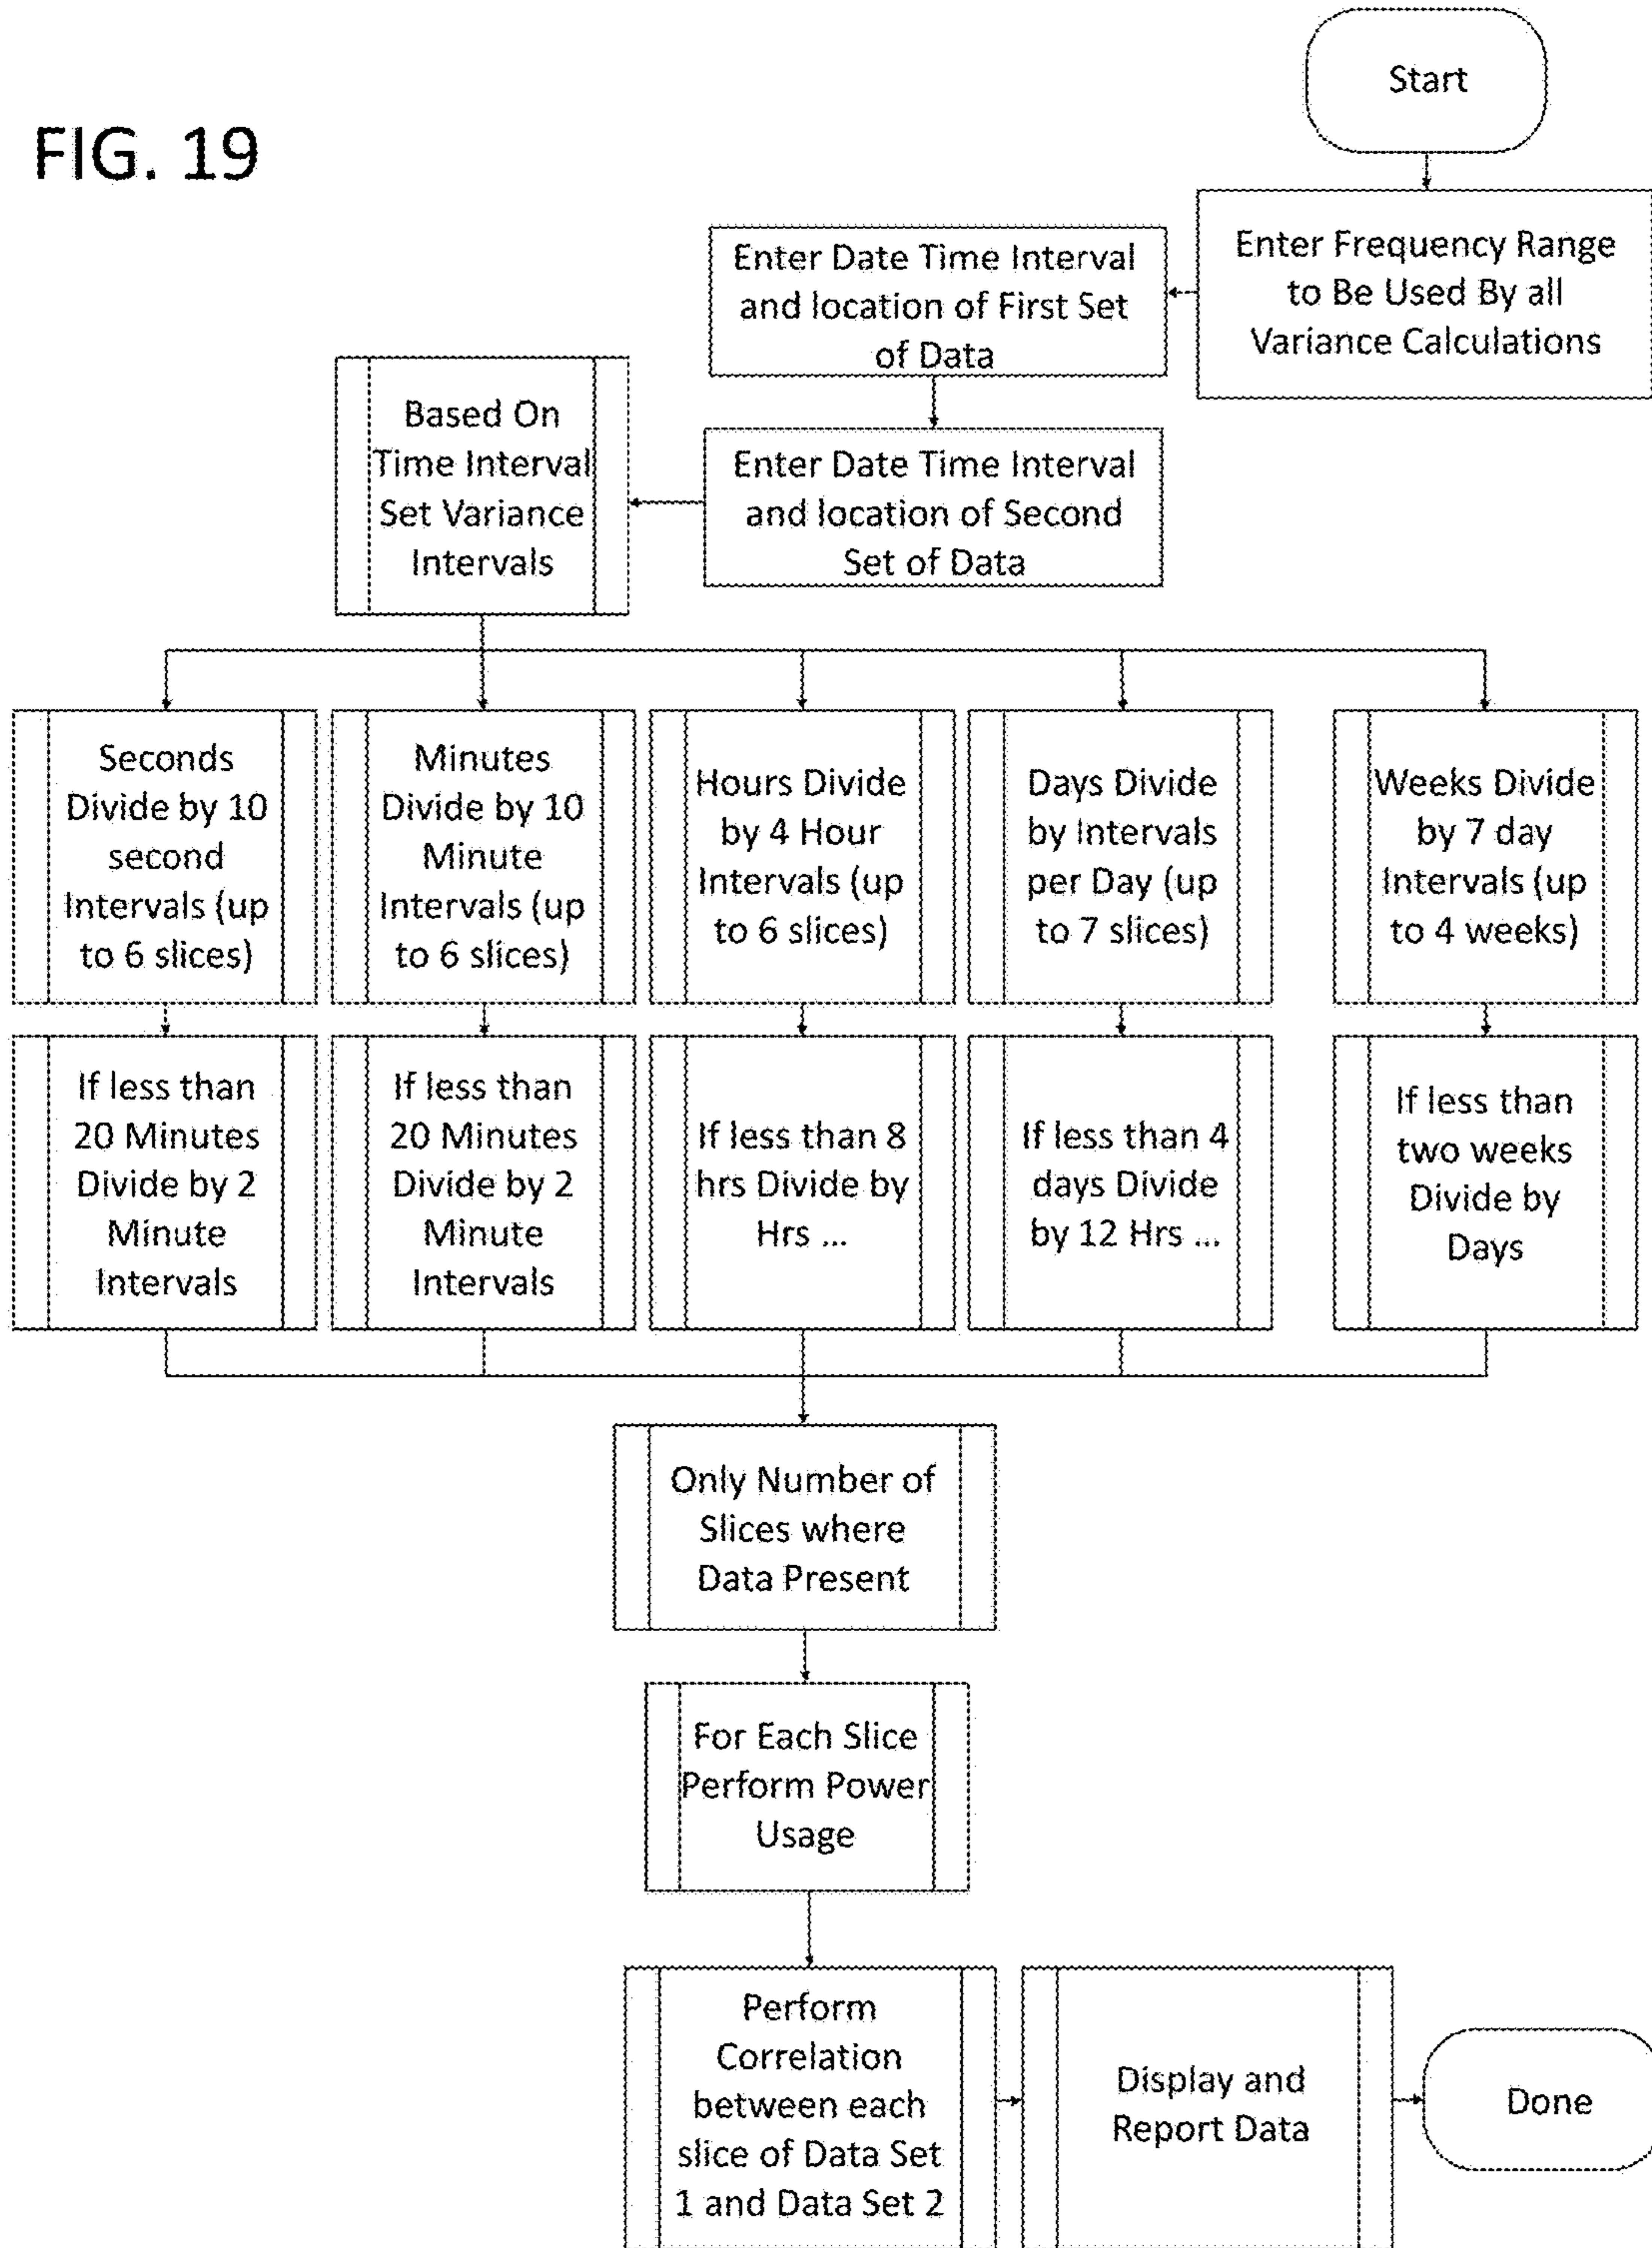 FIG. 19
Start
Enter Frequency Range
to Be Used By all
Variance Calculations
Enter Date Time Interval
and location of First Set
of Data
Enter Date Time Interval
and location of Second
Set of Data
Based On
Time Interval
Set Variance
Intervals
Seconds
Divide by 10
second
Intervals (up
to 6 slices)
Minutes
Divide by 10
Minute
Intervals (up
to 6 slices)
Hours Divide
by 4 Hour
Intervals (up
to 6 slices)
Days Divide
by Intervals
per Day (up
to 7 slices)
Weeks Divide
by 7 day
Intervals (up
to 4 weeks)
If less than
20 Minutes
Divide by 2
Minute
Intervals
If less than
20 Minutes
Divide by 2
Minute
Intervals
If less than 8
hrs Divide by
Hrs ...
If less than 4
days Divide
by 12 Hrs ...
If less than
two weeks
Divide by
Days
Only Number of
Slices where
Data Present
For Each Slice
Perform Power
Usage
Perform
Correlation
between each
slice of Data Set
1 and Data Set 2
Display and
Report Data
Done